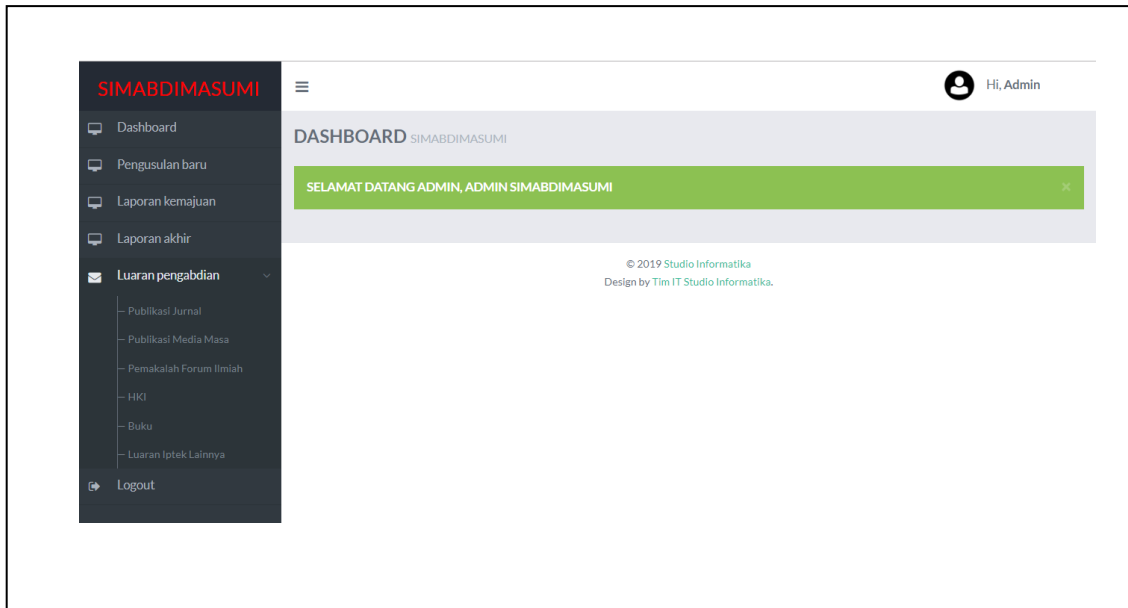 SIMABDIMASUMI
Hi, Admin
Dashboard
Pengusulan baru
Laporan kemajuan
Laporan akhir
Luaran pengabdian
Publikasi Jurnal
Publikasi Media Masa
Pemakalah Forum Ilmiah
HKI
Buku
Luaran Iptek Lainnya
Logout
DASHBOARD SIMABDIMASUMI
SELAMAT DATANG ADMIN, ADMIN SIMABDIMASUMI ×
© 2019 Studio Informatika
Design by Tim IT Studio Informatika.